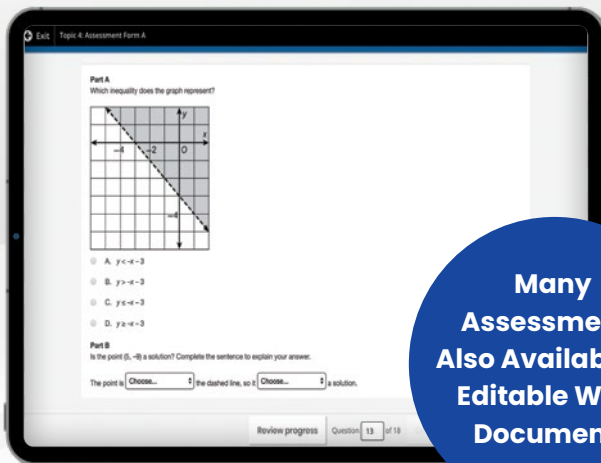 Exit Topic 4: Assessment Form A
Part A
Which inequality does the graph represent?
y
x
-4 -2 O
-4
A. y<-x-3
B. y>-x-3
C. y≤-x-3
D. y≥-x-3
Part B
Is the point (5, -9) a solution? Complete the sentence to explain your answer.
The point is Choose... the dashed line, so it Choose... a solution.
Review progress Question 13 of 18
Many
Assessme
Also Availab
Editable W
Documen